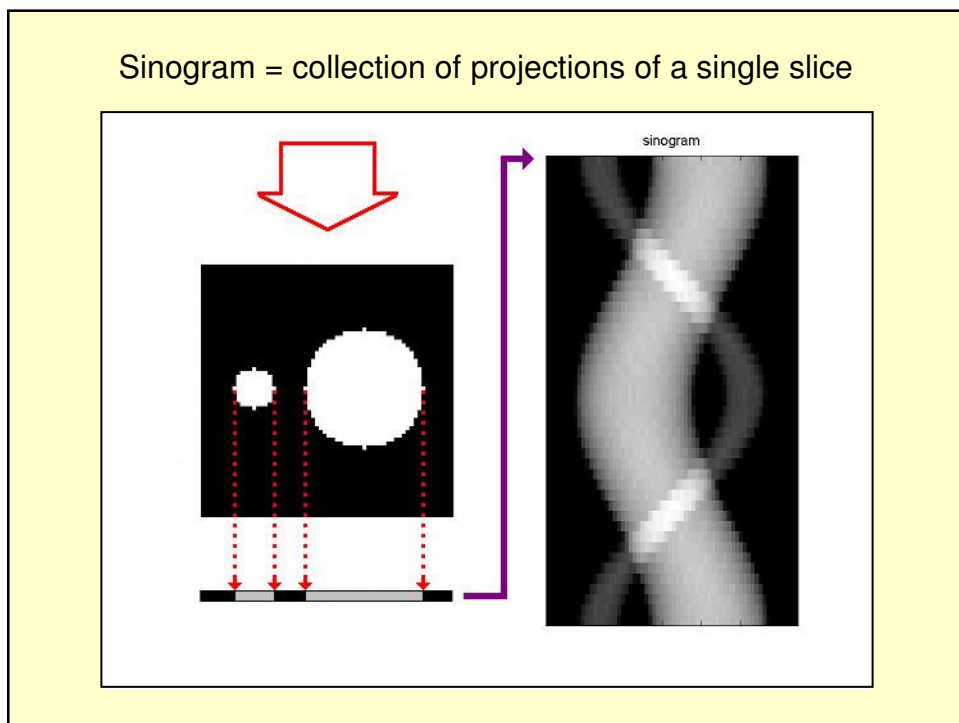 Sinogram = collection of projections of a single slice
sinogram